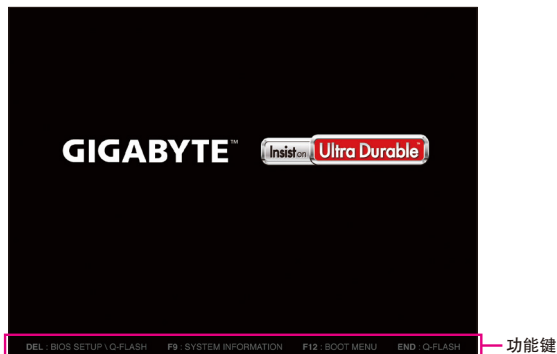 GIGABYTE™ Insist on Ultra Durable™
DEL : BIOS SETUP \ Q-FLASH F9 : SYSTEM INFORMATION F12 : BOOT MENU END : Q-FLASH 功能键